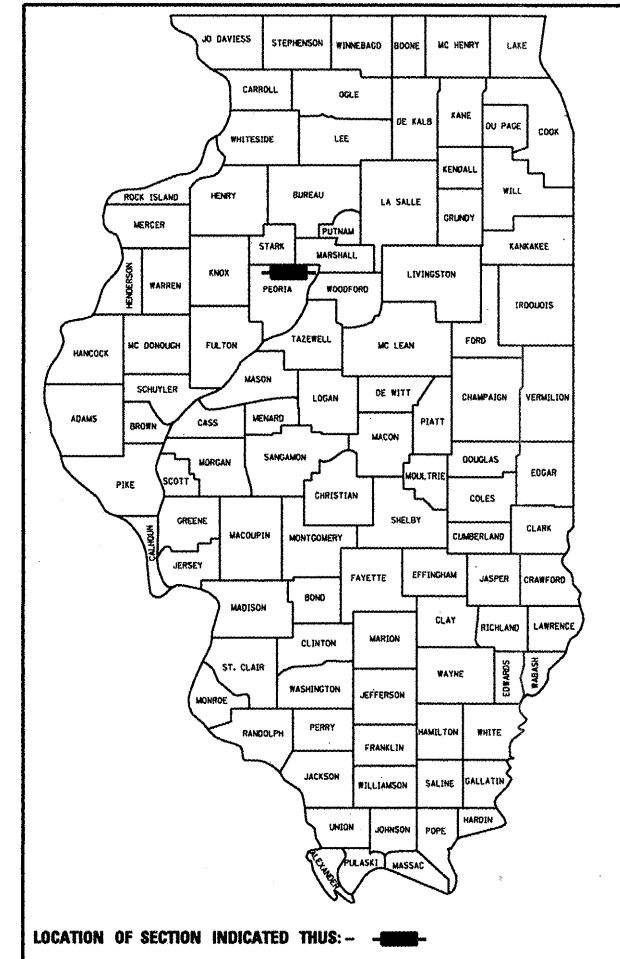 JO DAVIESS STEPHENSON WINNEBAGO BOONE MC HENRY LAKE
CARROLL OGLE DE KALB KANE DU PAGE COOK
WHITESIDE LEE KENDALL WILL
ROCK ISLAND HENRY BUREAU LA SALLE GRUNDY
MERCER STARK PUTNAM MARSHALL KANKAKEE
HENDERSON WARREN KNOX PEORIA WOODFORD LIVINGSTON IROQUOIS
HANCOCK MC DONOUGH FULTON TAZEWELL MC LEAN FORD
SCHUYLER MASON LOGAN DE WITT CHAMPAIGN VERMILION
ADAMS BROWN CASS MENARD MACON PIATT
PIKE SCOTT MORGAN SANGAMON CHRISTIAN MOULTRIE DOUGLAS EDGAR
COLES
CALHOUN GREENE MACOUPIN MONTGOMERY SHELBY CUMBERLAND CLARK
JERSEY FAYETTE EFFINGHAM JASPER CRAWFORD
MADISON BOND
CLINTON MARION CLAY RICHLAND LAWRENCE
ST. CLAIR WASHINGTON JEFFERSON WAYNE EDWARDS WABASH
MONROE
RANDOLPH PERRY FRANKLIN HAMILTON WHITE
JACKSON WILLIAMSON SALINE GALLATIN
UNION JOHNSON POPE HARDIN
ALEXANDER PULASKI MASSAC
LOCATION OF SECTION INDICATED THUS: -